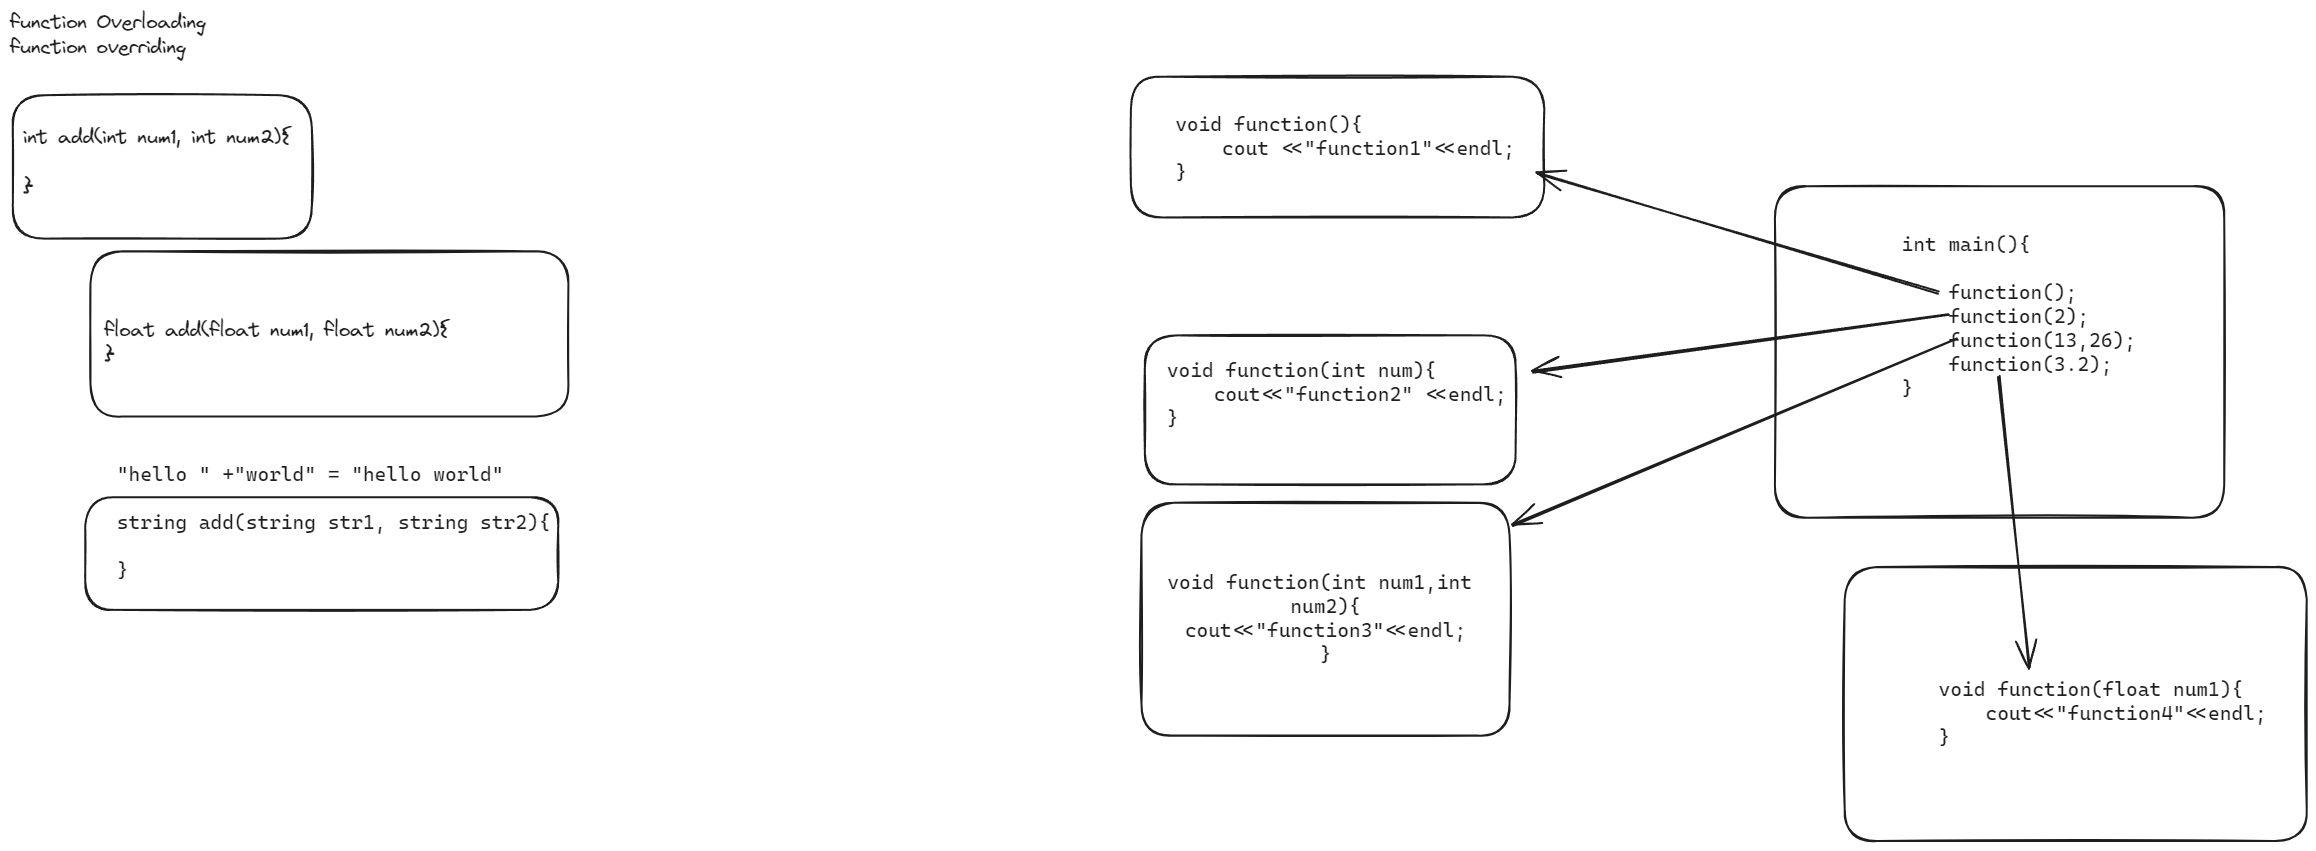 function Overloading
function overriding
int add(int num1, int num2){
}
float add(float num1, float num2){
}
"hello " +"world" = "hello world"
string add(string str1, string str2){
}
void function(){
cout <<"function1"<<endl;
}
void function(int num){
cout<<"function2" <<endl;
}
void function(int num1,int
num2){
cout<<"function3"<<endl;
}
int main(){
function();
function(2);
function(13,26);
function(3.2);
}
void function(float num1){
cout<<"function4"<<endl;
}